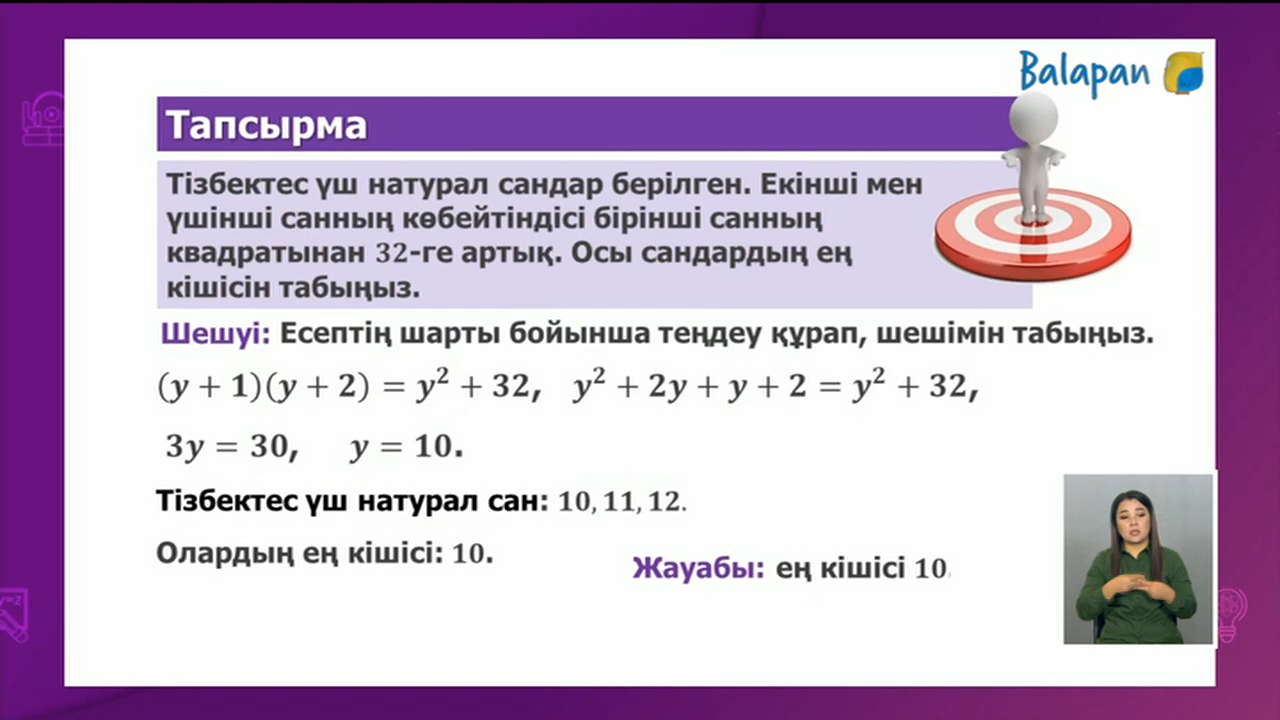 Balapan
Тапсырма
Тізбектес үш натурал сандар берілген. Екінші мен
үшінші санның көбейтіндісі бірінші санның
квадратынан 32-ге артық. Осы сандардың ең
кішісін табыңыз.
Шешуі: Есептің шарты бойынша теңдеу құрап, шешімін табыңыз.
(y + 1)(y + 2) = y² + 32, y² + 2y + y + 2 = y² + 32,
3y = 30, y = 10.
Тізбектес үш натурал сан: 10, 11, 12.
Олардың ең кішісі: 10.
Жауабы: ең кішісі 10.